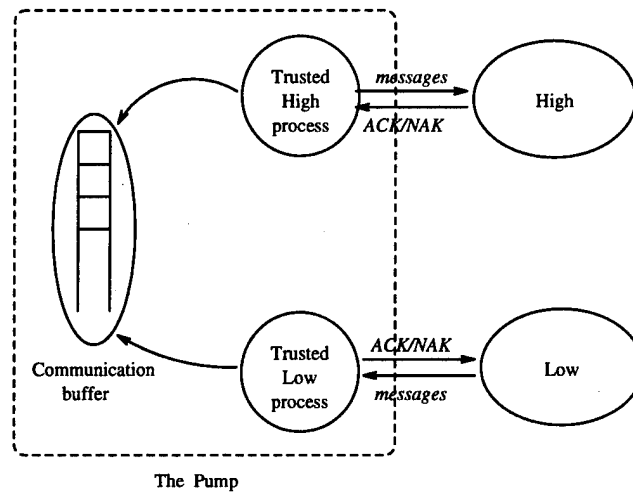 Trusted
High
process
messages
ACK/NAK
High
Communication
buffer
Trusted
Low
process
ACK/NAK
messages
Low
The Pump